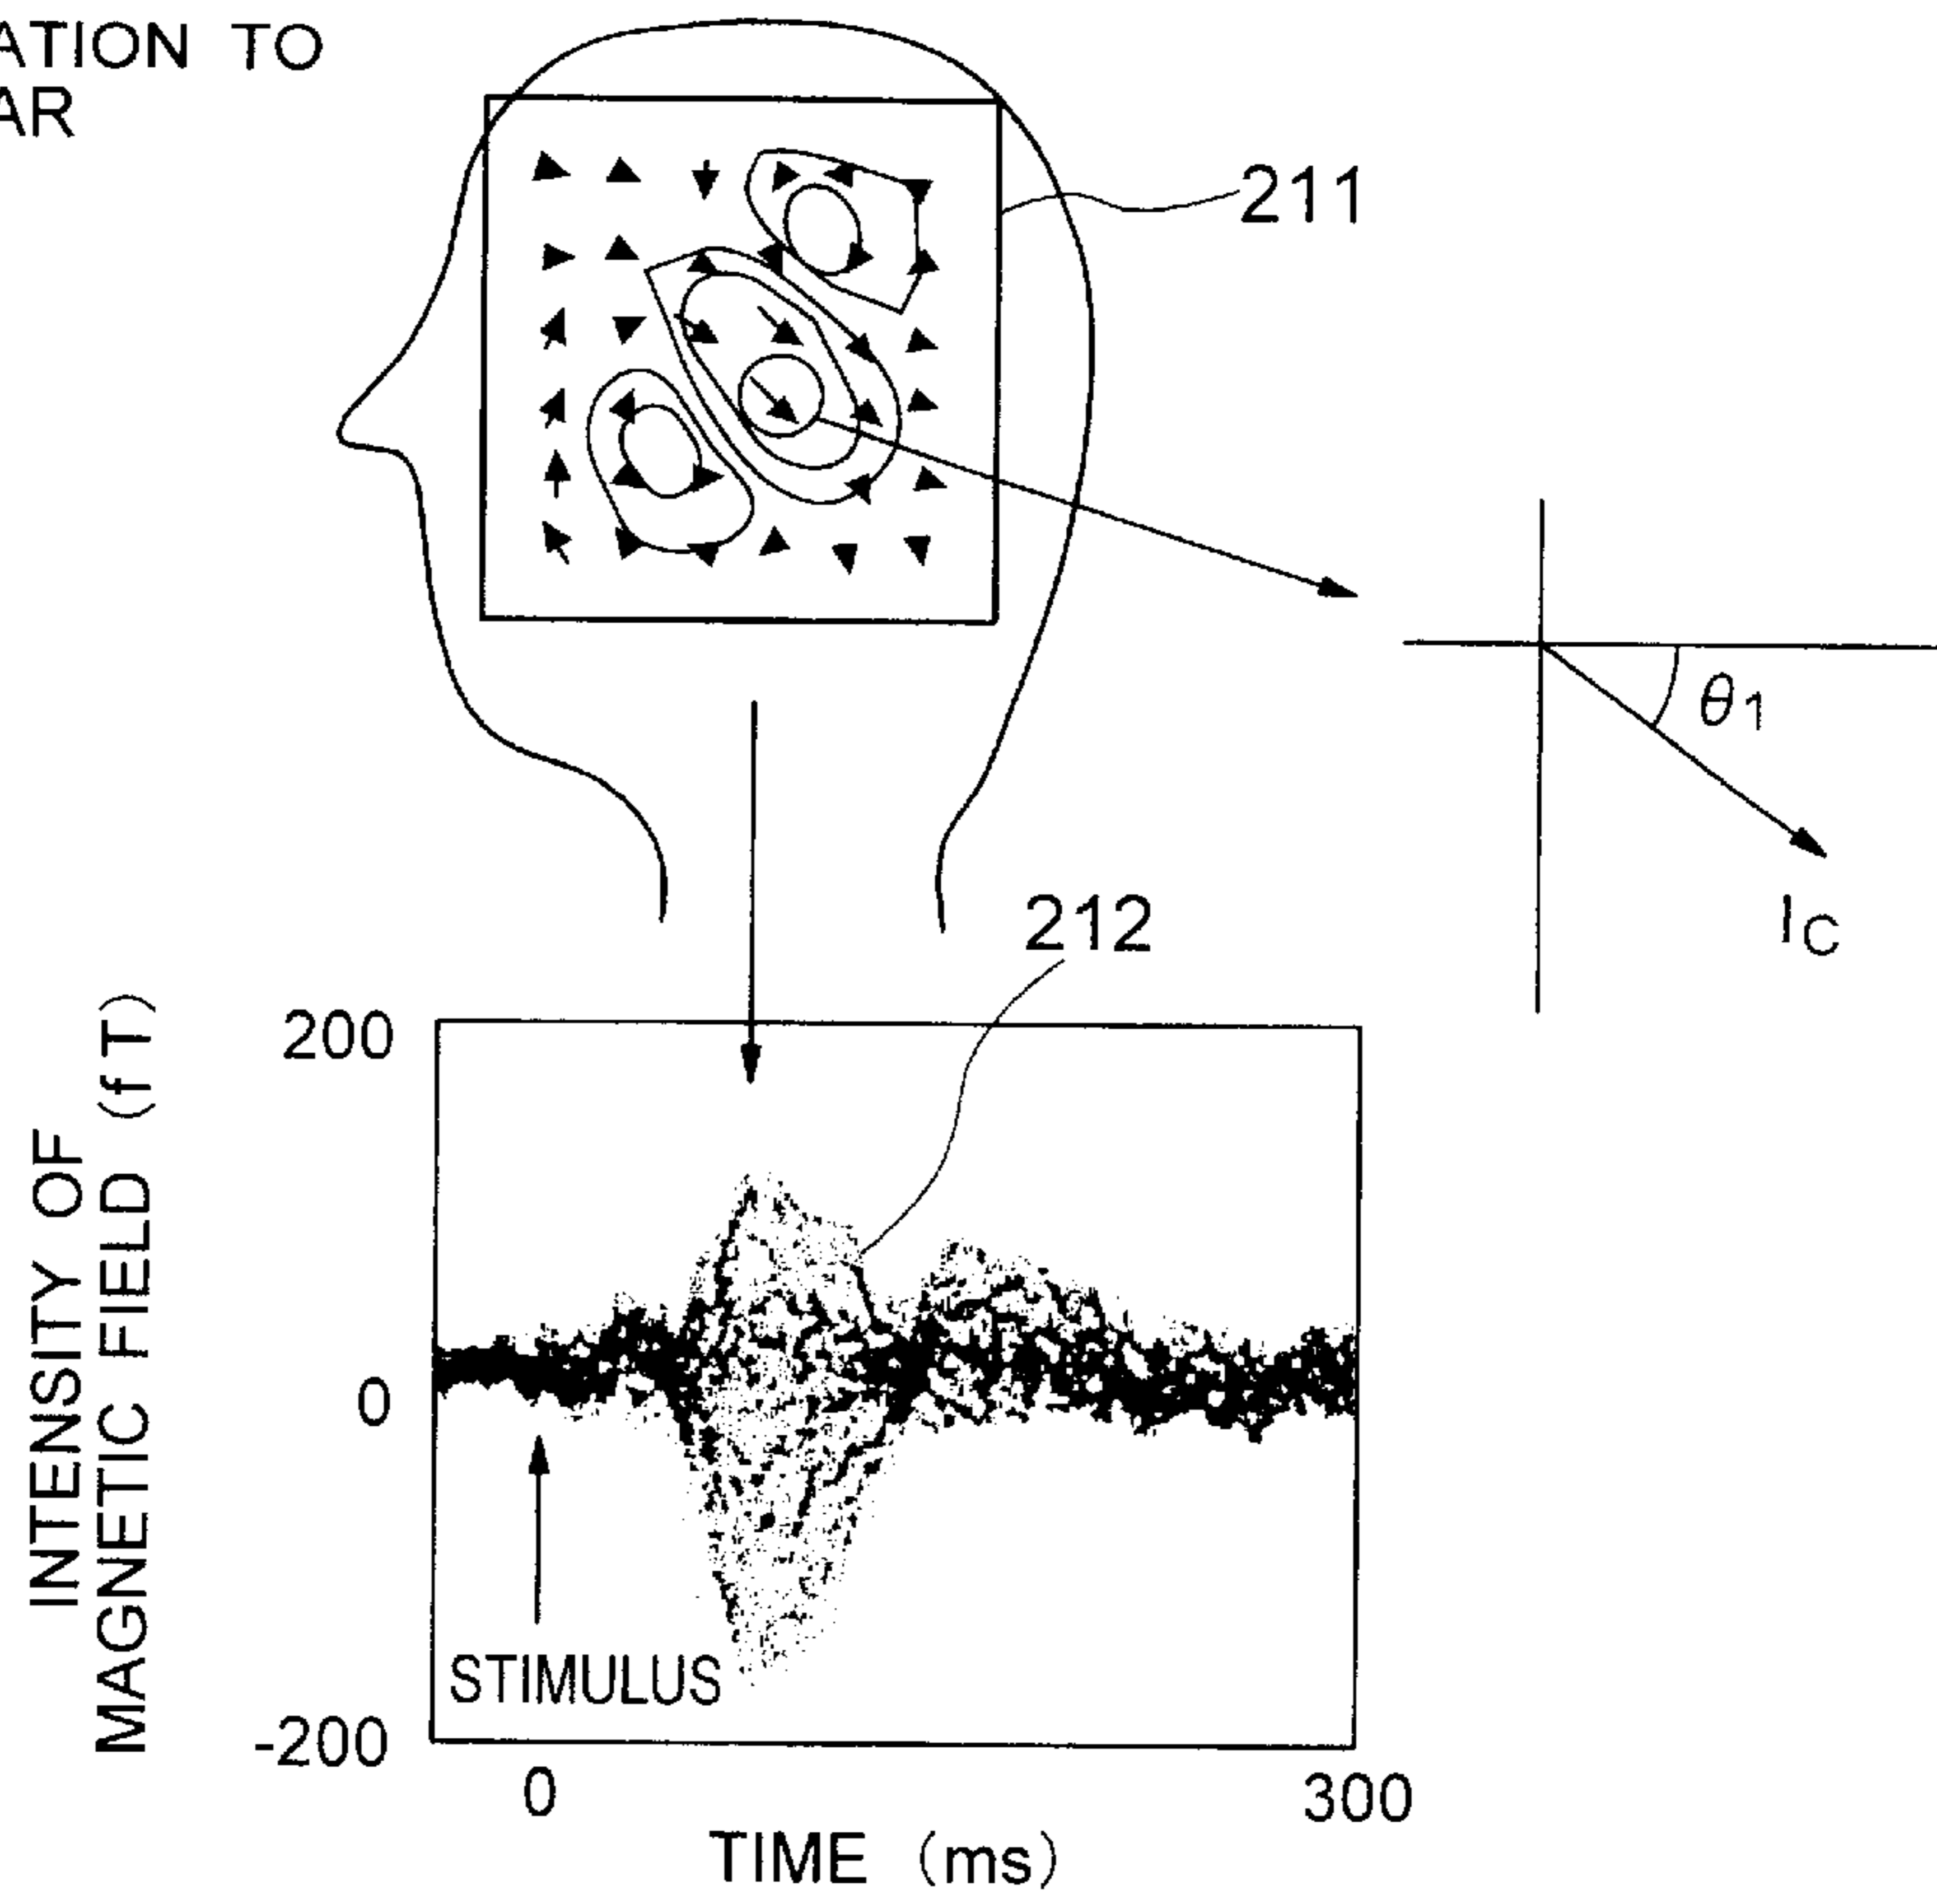 ATION TO
AR
211
θ1
IC
212
INTENSITY OF
MAGNETIC FIELD (fT)
200
0
-200
STIMULUS
0
300
TIME (ms)